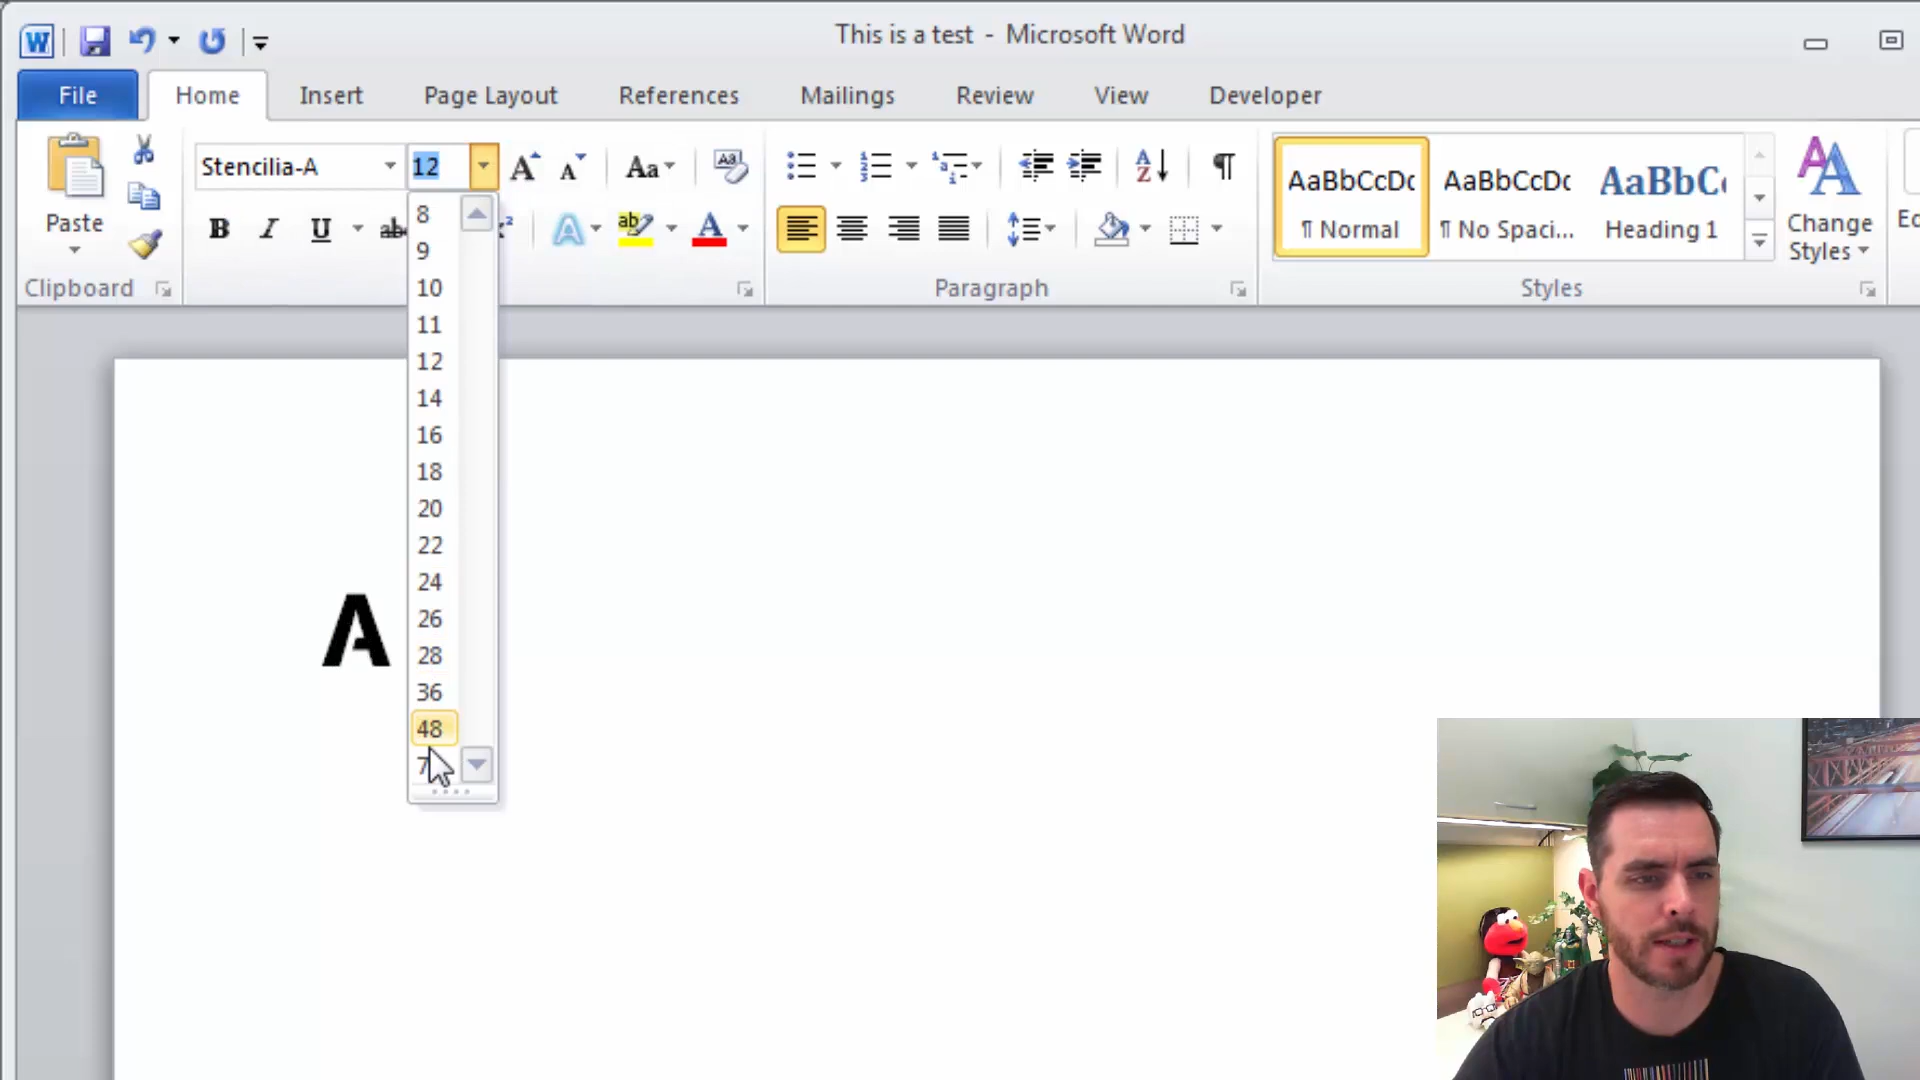 This is a test - Microsoft Word
File Home Insert Page Layout References Mailings Review View Developer
Stencilia-A 12 Aa
AaBbCcDc AaBbCcDc AaBbCc
Paste
B I U abc
¶ Normal ¶ No Spaci... Heading 1
Change Styles
Clipboard Paragraph Styles
8
9
10
11
12
14
16
18
20
22
24
26
28
36
48
A